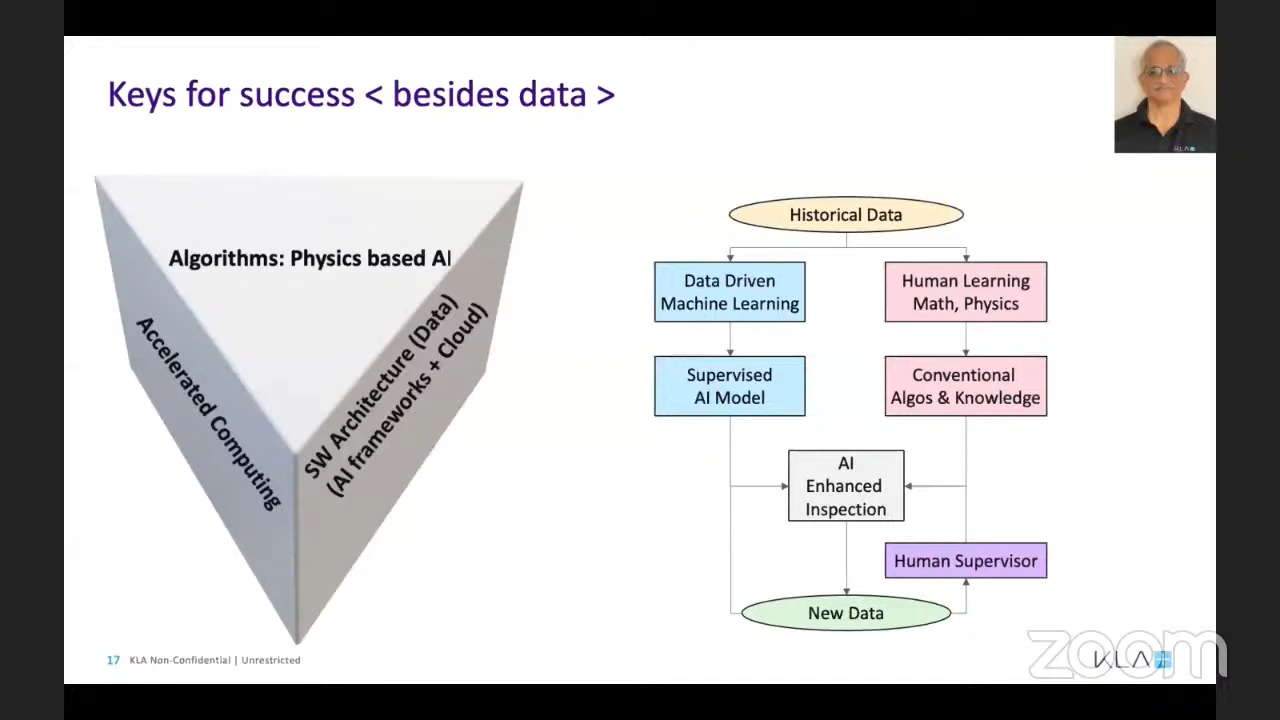 Keys for success < besides data >
KLA
Algorithms: Physics based AI
Accelerated Computing
SW Architecture (Data)
(AI frameworks + Cloud)
Historical Data
Data Driven
Machine Learning
Human Learning
Math, Physics
Supervised
AI Model
Conventional
Algos & Knowledge
AI
Enhanced
Inspection
Human Supervisor
New Data
17 KLA Non-Confidential | Unrestricted
zoom
KLA